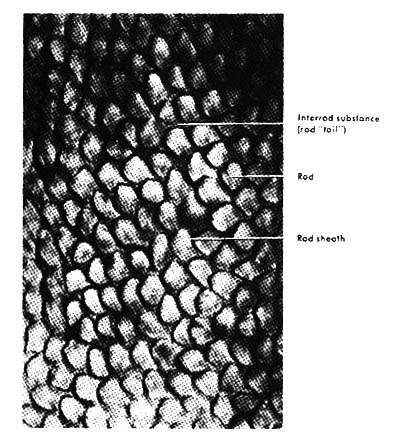 Interrod substance
(rod "tail")
Rod
Rod sheath